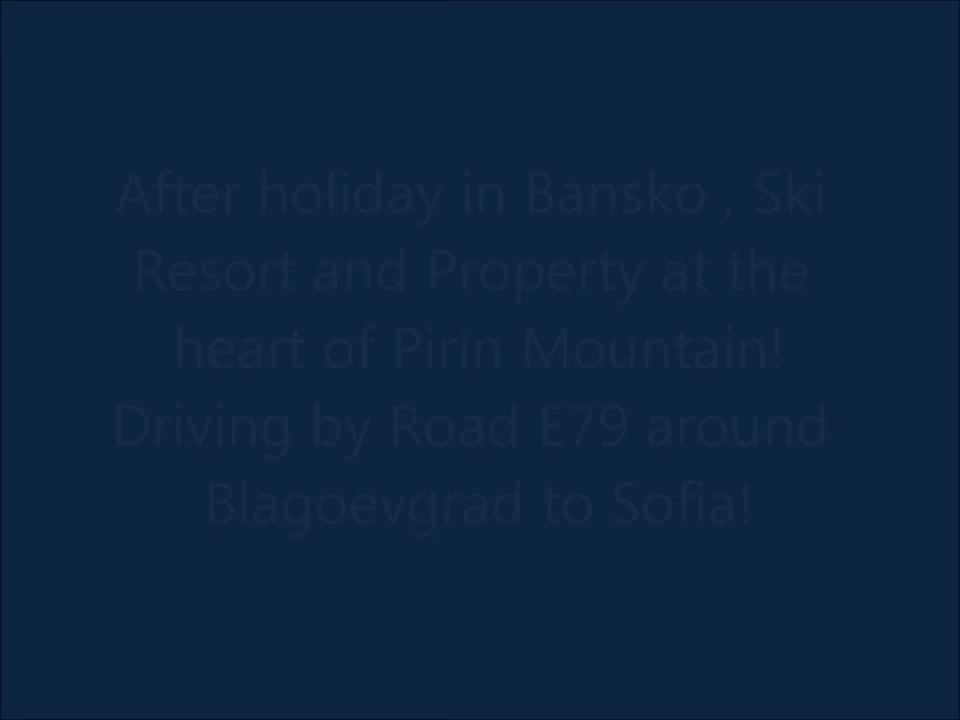 After holiday in Bansko , Ski
Resort and Property at the
heart of Pirin Mountain!
Driving by Road E79 around
Blagoevgrad to Sofia!